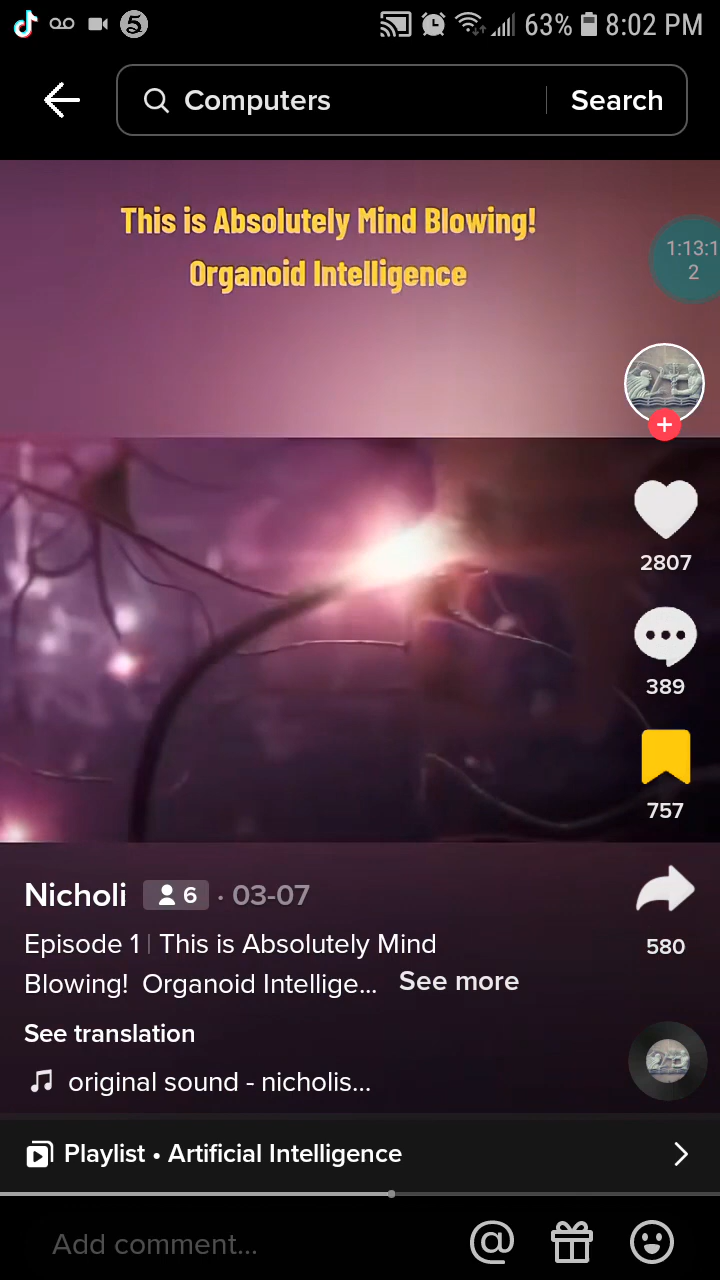 63% 8:02 PM
Computers Search
This is Absolutely Mind Blowing!
Organoid Intelligence
1:13:1
2
2807
389
757
Nicholi 6 · 03-07
Episode 1 | This is Absolutely Mind
Blowing! Organoid Intellige... See more
580
See translation
original sound - nicholis...
Playlist • Artificial Intelligence
Add comment...